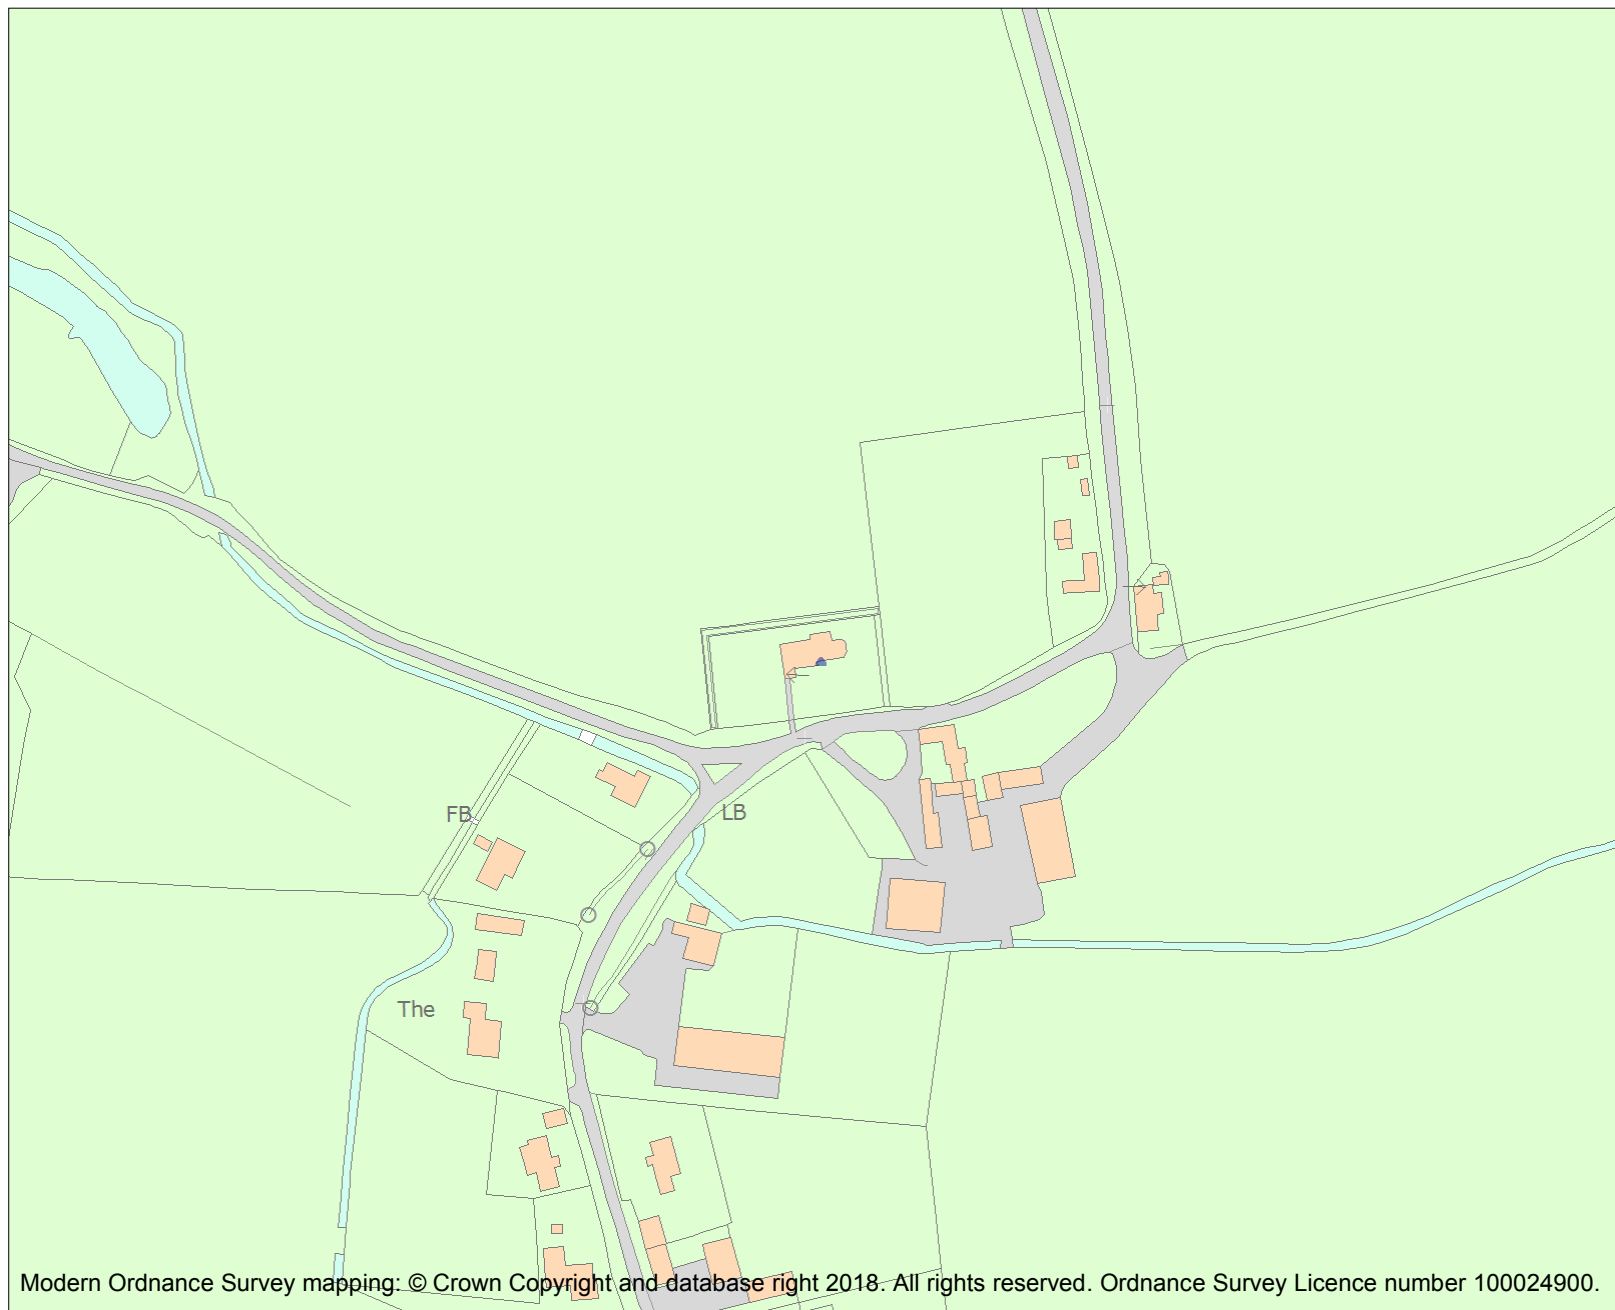 LB
FB
The
Modern Ordnance Survey mapping: © Crown Copyright and database right 2018. All rights reserved. Ordnance Survey Licence number 100024900.